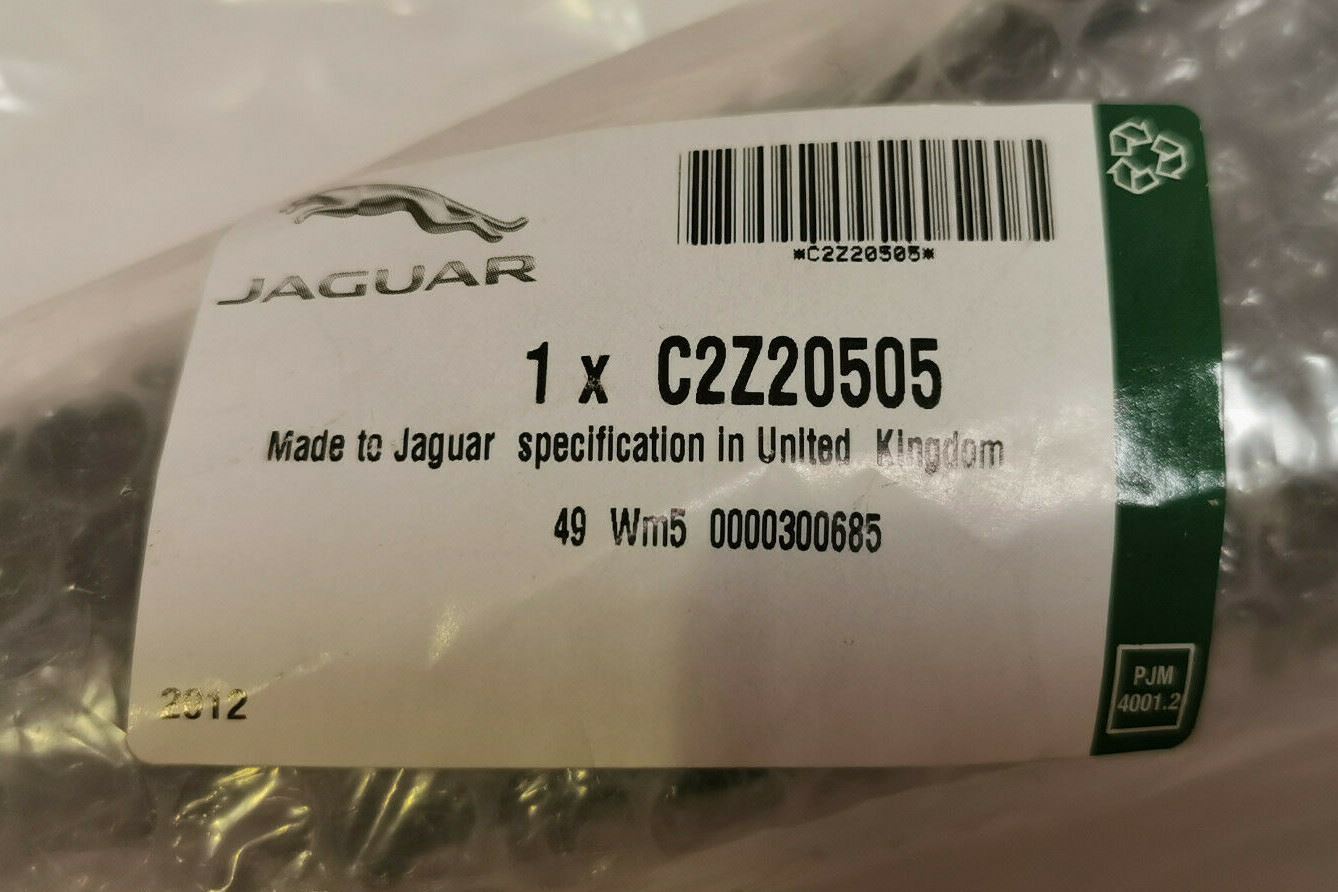 JAGUAR
*C2Z20505*
1 x C2Z20505
Made to Jaguar specification in United Kingdom
49 Wm5 0000300685
2012
PJM
4001.2